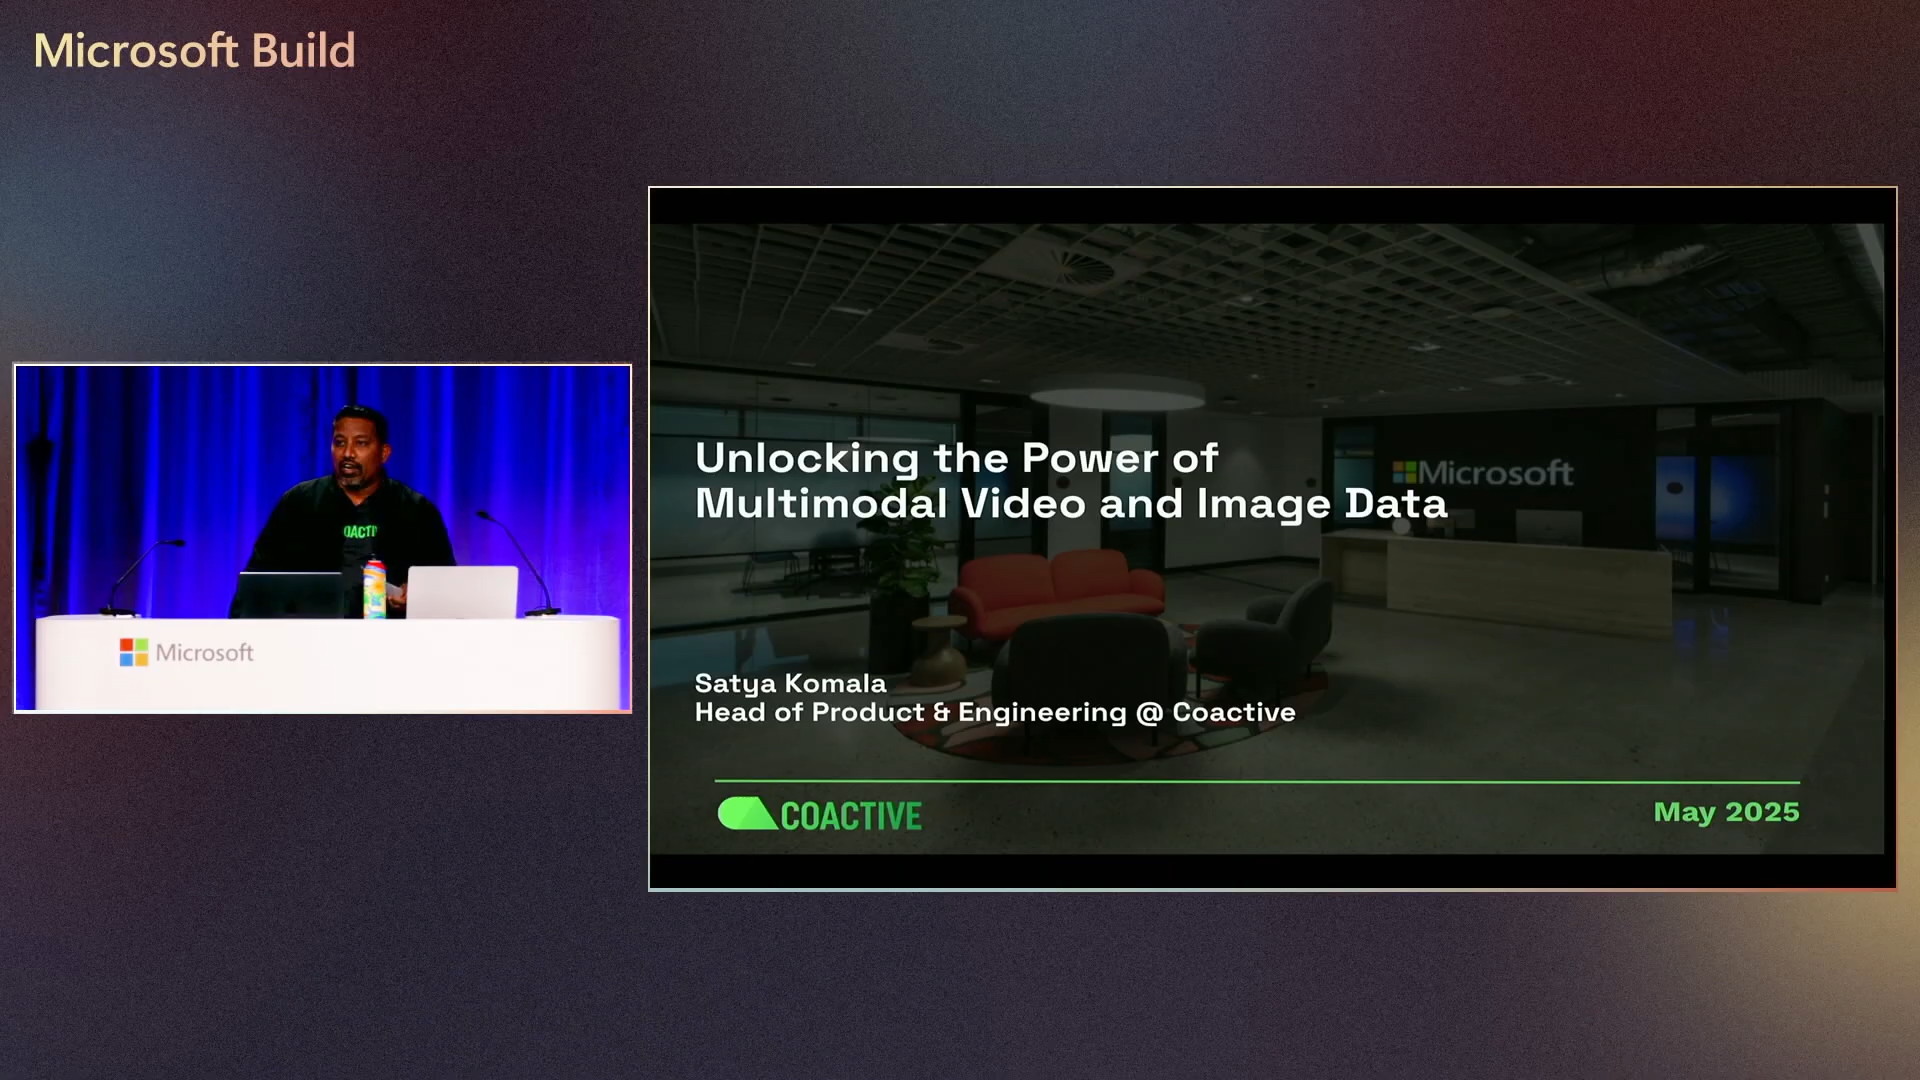 Microsoft Build
COACTI
Microsoft
Unlocking the Power of
Multimodal Video and Image Data
Microsoft
Satya Komala
Head of Product & Engineering @ Coactive
COACTIVE
May 2025